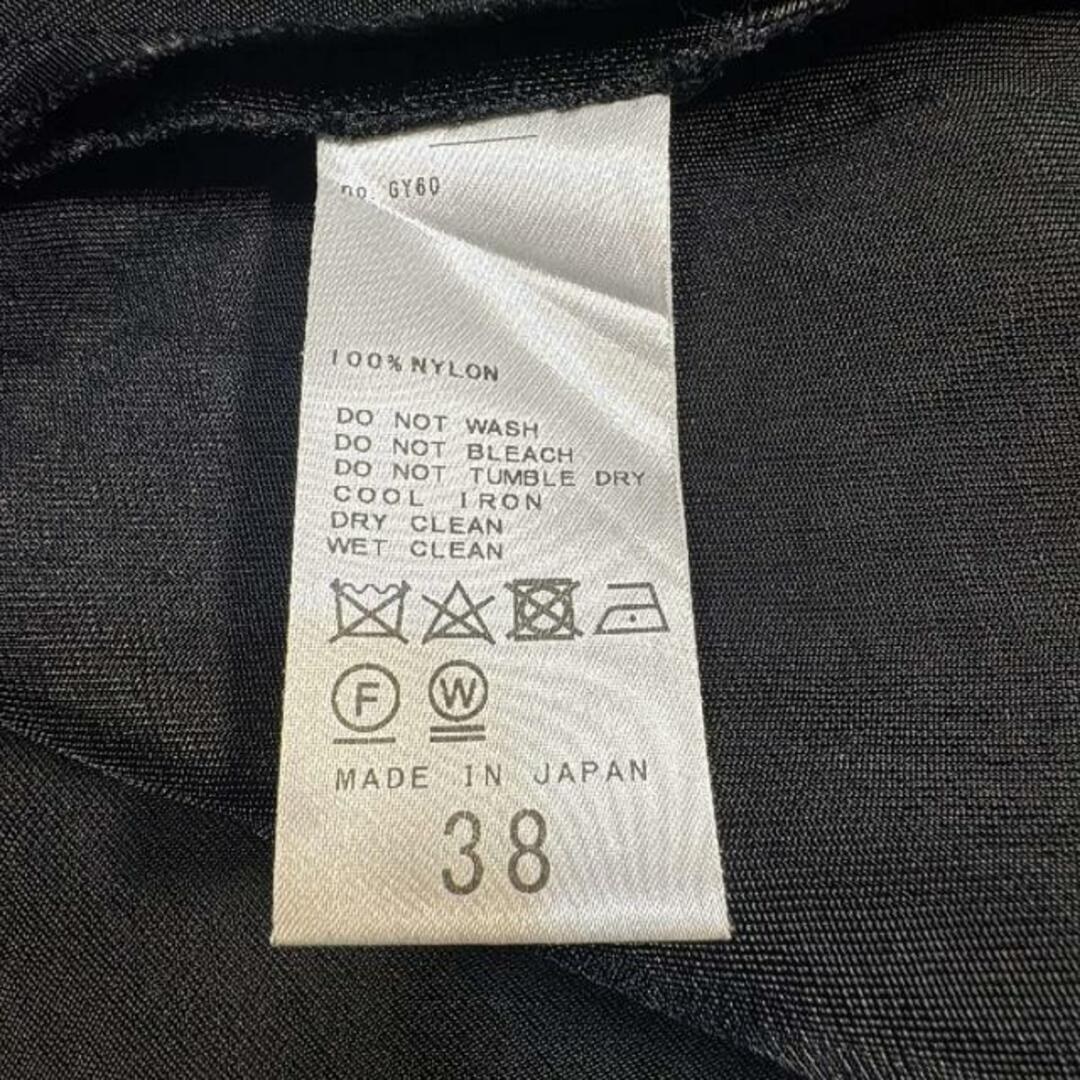 no. GY60
100% NYLON
DO NOT WASH
DO NOT BLEACH
DO NOT TUMBLE DRY
COOL IRON
DRY CLEAN
WET CLEAN
F W
MADE IN JAPAN
38